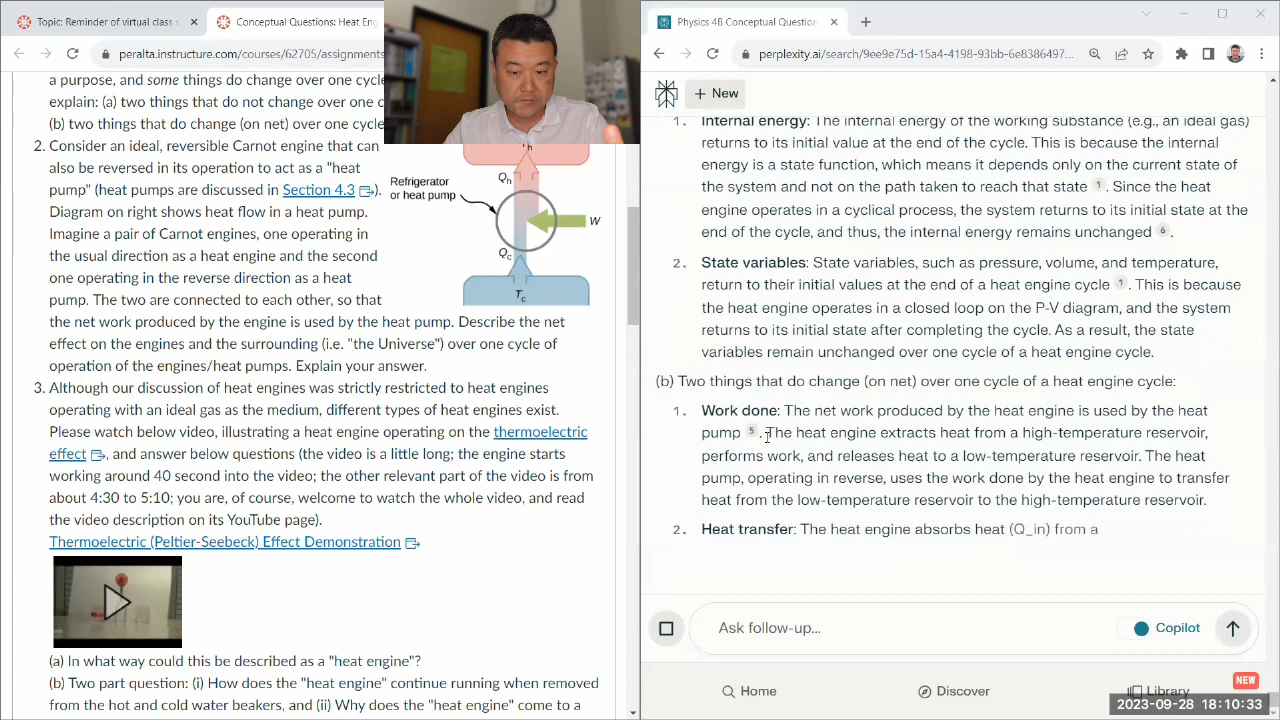 Topic: Reminder of virtual class s
Conceptual Questions: Heat Eng
peralta.instructure.com/courses/62705/assignments
a purpose, and some things do change over one cycle
explain: (a) two things that do not change over one c
(b) two things that do change (on net) over one cycle
2. Consider an ideal, reversible Carnot engine that can
also be reversed in its operation to act as a "heat
pump" (heat pumps are discussed in Section 4.3).
Diagram on right shows heat flow in a heat pump.
Imagine a pair of Carnot engines, one operating in
the usual direction as a heat engine and the second
one operating in the reverse direction as a heat
pump. The two are connected to each other, so that
the net work produced by the engine is used by the heat pump. Describe the net
effect on the engines and the surrounding (i.e. "the Universe") over one cycle of
operation of the engines/heat pumps. Explain your answer.
Qh
Refrigerator
or heat pump
W
Qc
Tc
3. Although our discussion of heat engines was strictly restricted to heat engines
operating with an ideal gas as the medium, different types of heat engines exist.
Please watch below video, illustrating a heat engine operating on the thermoelectric
effect, and answer below questions (the video is a little long; the engine starts
working around 40 second into the video; the other relevant part of the video is from
about 4:30 to 5:10; you are, of course, welcome to watch the whole video, and read
the video description on its YouTube page).
Thermoelectric (Peltier-Seebeck) Effect Demonstration
(a) In what way could this be described as a "heat engine"?
(b) Two part question: (i) How does the "heat engine" continue running when removed
from the hot and cold water beakers, and (ii) Why does the "heat engine" come to a
Physics 4B Conceptual Question
perplexity.ai/search/9ee9e75d-15a4-4198-93bb-6e8386497...
+ New
1. Internal energy: The internal energy of the working substance (e.g., an ideal gas)
returns to its initial value at the end of the cycle. This is because the internal
energy is a state function, which means it depends only on the current state of
the system and not on the path taken to reach that state. Since the heat
engine operates in a cyclical process, the system returns to its initial state at the
end of the cycle, and thus, the internal energy remains unchanged 6.
2. State variables: State variables, such as pressure, volume, and temperature,
return to their initial values at the end of a heat engine cycle 1. This is because
the heat engine operates in a closed loop on the P-V diagram, and the system
returns to its initial state after completing the cycle. As a result, the state
variables remain unchanged over one cycle of a heat engine cycle.
(b) Two things that do change (on net) over one cycle of a heat engine cycle:
1. Work done: The net work produced by the heat engine is used by the heat
pump 5. The heat engine extracts heat from a high-temperature reservoir,
performs work, and releases heat to a low-temperature reservoir. The heat
pump, operating in reverse, uses the work done by the heat engine to transfer
heat from the low-temperature reservoir to the high-temperature reservoir.
2. Heat transfer: The heat engine absorbs heat (Q_in) from a
Ask follow-up...
Copilot
Home
Discover
Library
NEW
2023-09-28 18:10:33